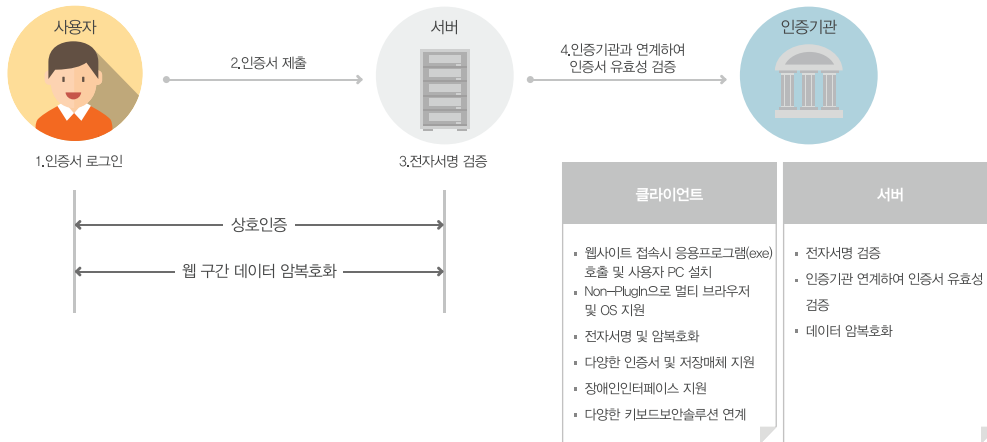 사용자
서버
인증기관
2.인증서 제출
4.인증기관과 연계하여
인증서 유효성 검증
1.인증서 로그인
3.전자서명 검증
상호인증
웹 구간 데이터 암복호화
클라이언트
▪ 웹사이트 접속시 응용프로그램(exe)
호출 및 사용자 PC 설치
▪ Non-PlugIn으로 멀티 브라우저
및 OS 지원
▪ 전자서명 및 암복호화
▪ 다양한 인증서 및 저장매체 지원
▪ 장애인인터페이스 지원
▪ 다양한 키보드보안솔루션 연계
서버
▪ 전자서명 검증
▪ 인증기관 연계하여 인증서 유효성
검증
▪ 데이터 암복호화